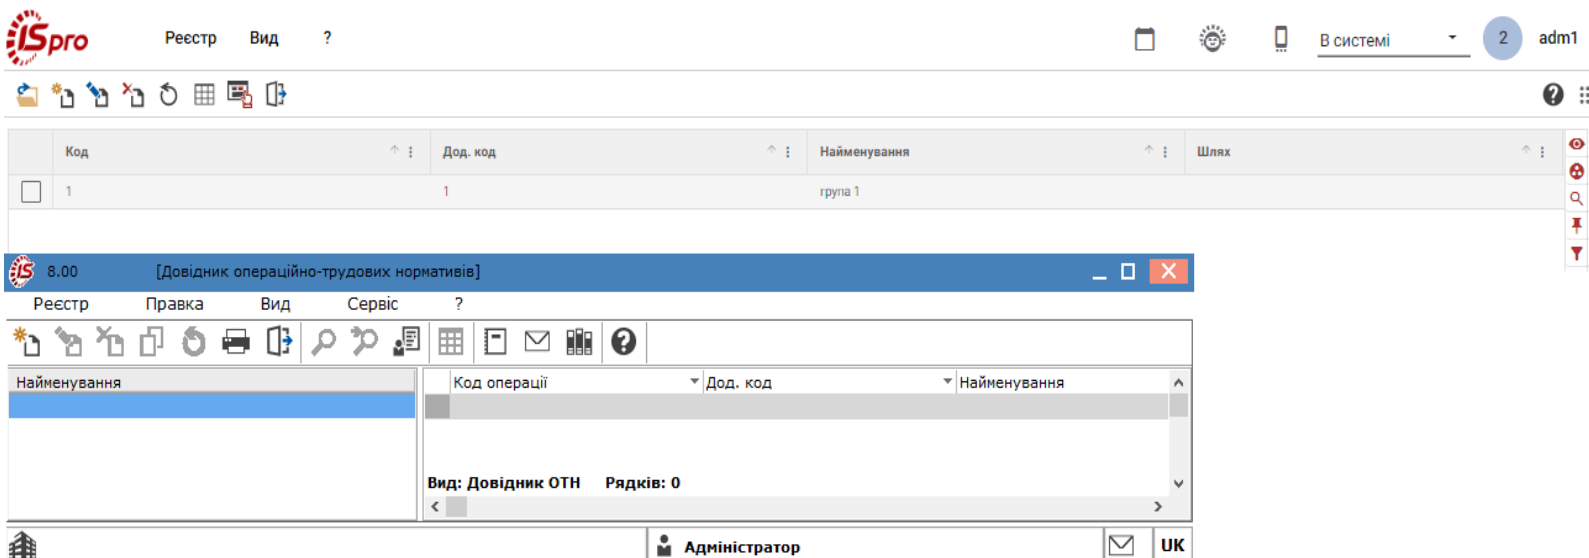 iSpro Реєстр Вид ? В системі 2 adm1
Код Дод. код Найменування Шлях
1 1 група 1
iS 8.00 [Довідник операційно-трудових нормативів]
Реєстр Правка Вид Сервіс ?
Найменування Код операції Дод. код Найменування
Вид: Довідник ОТН Рядків: 0
Адміністратор UK